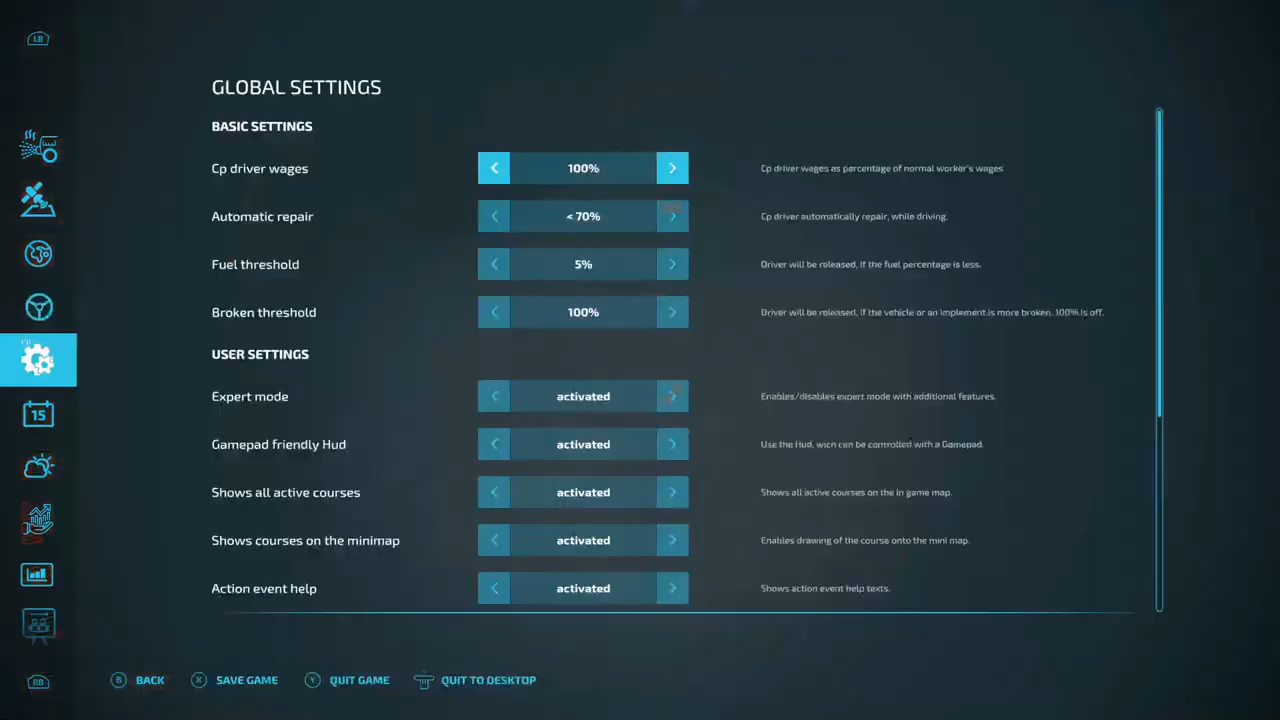 LB
GLOBAL SETTINGS
BASIC SETTINGS
Cp driver wages 100% Cp driver wages as percentage of normal worker's wages
Automatic repair < 70% Cp driver automatically repair, while driving.
Fuel threshold 5% Driver will be released, if the fuel percentage is less.
Broken threshold 100% Driver will be released, if the vehicle or an implement is more broken. 100% is off.
USER SETTINGS
CP
Expert mode activated Enables/disables expert mode with additional features.
15
Gamepad friendly Hud activated Use the Hud, wich can be controlled with a Gamepad.
Shows all active courses activated Shows all active courses on the in game map.
Shows courses on the minimap activated Enables drawing of the course onto the mini map.
Action event help activated Shows action event help texts.
RB
B BACK X SAVE GAME Y QUIT GAME QUIT TO DESKTOP